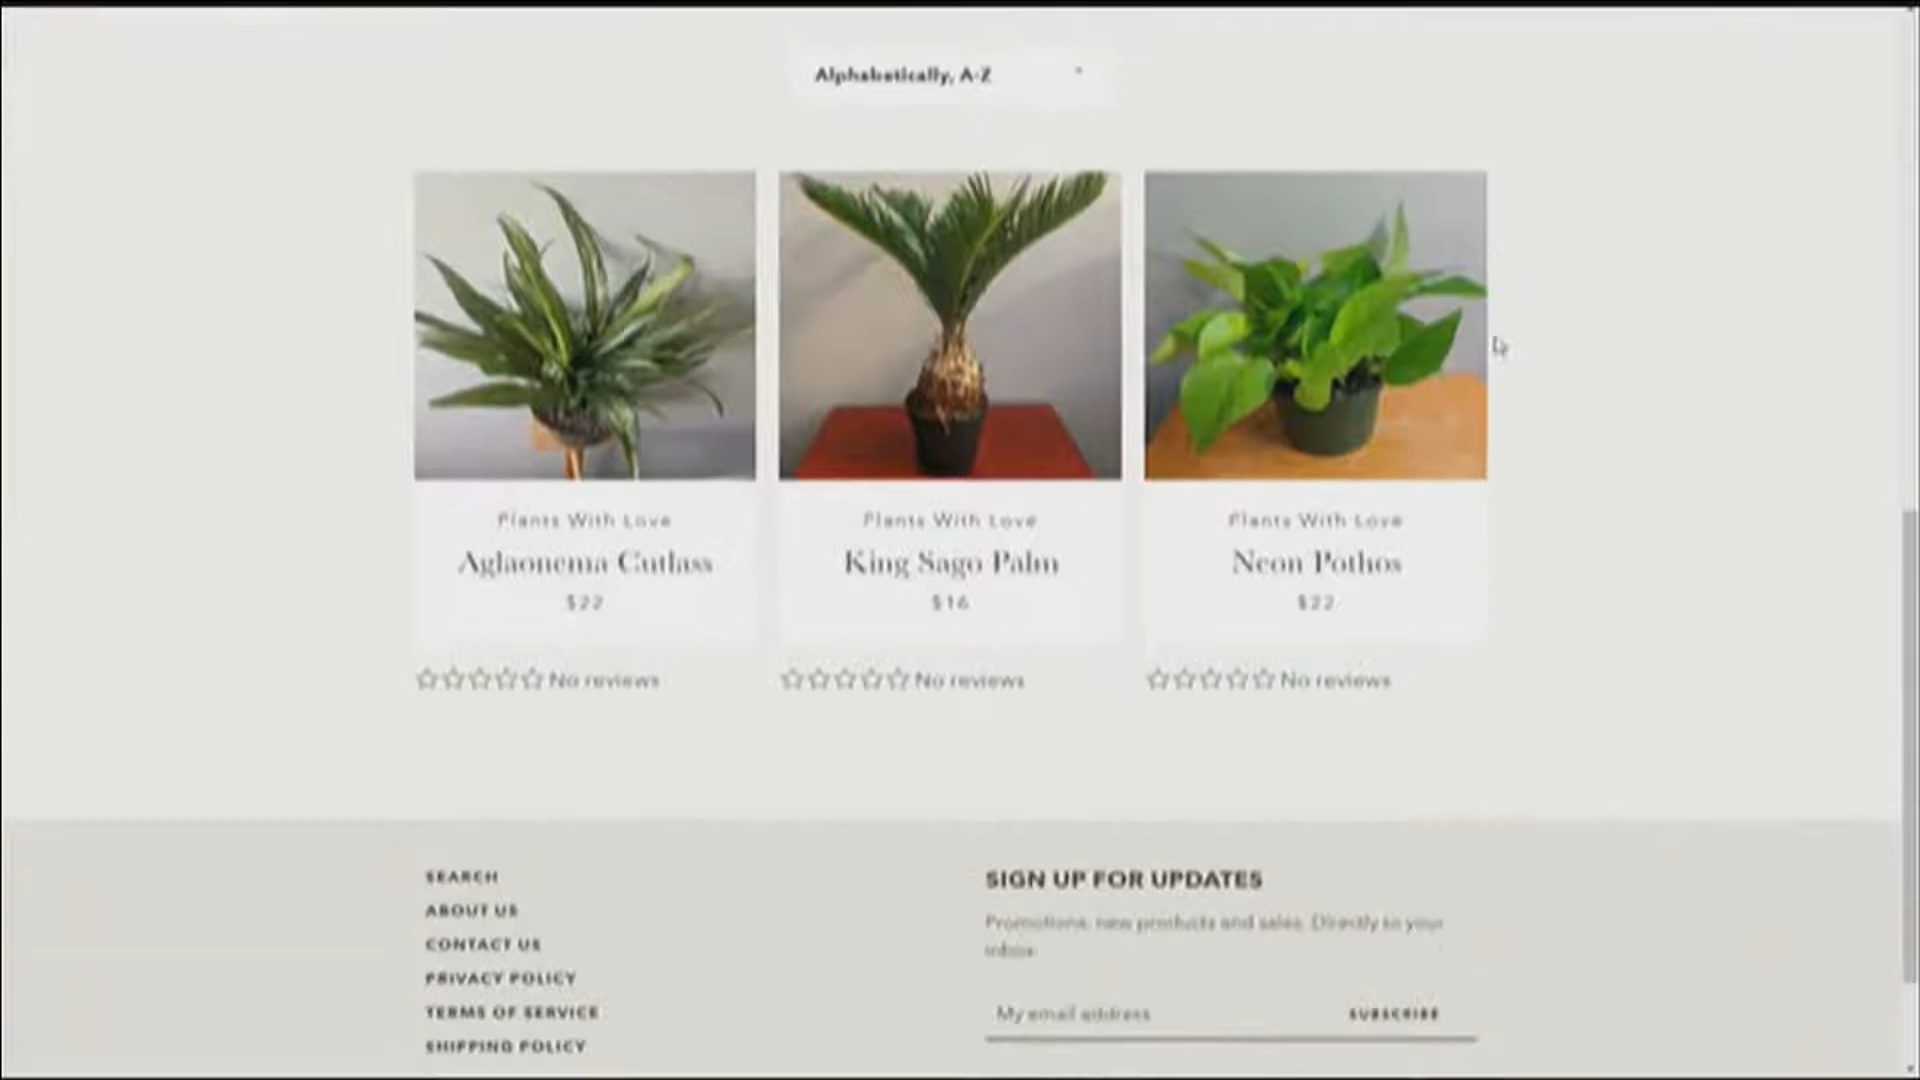 Alphabetically, A-Z
Plants With Love
Aglaonema Cutlass
$22
No reviews
Plants With Love
King Sago Palm
$16
No reviews
Plants With Love
Neon Pothos
$22
No reviews
SEARCH
ABOUT US
CONTACT US
PRIVACY POLICY
TERMS OF SERVICE
SHIPPING POLICY
SIGN UP FOR UPDATES
Promotions, new products and sales. Directly to your
inbox.
My email address
SUBSCRIBE